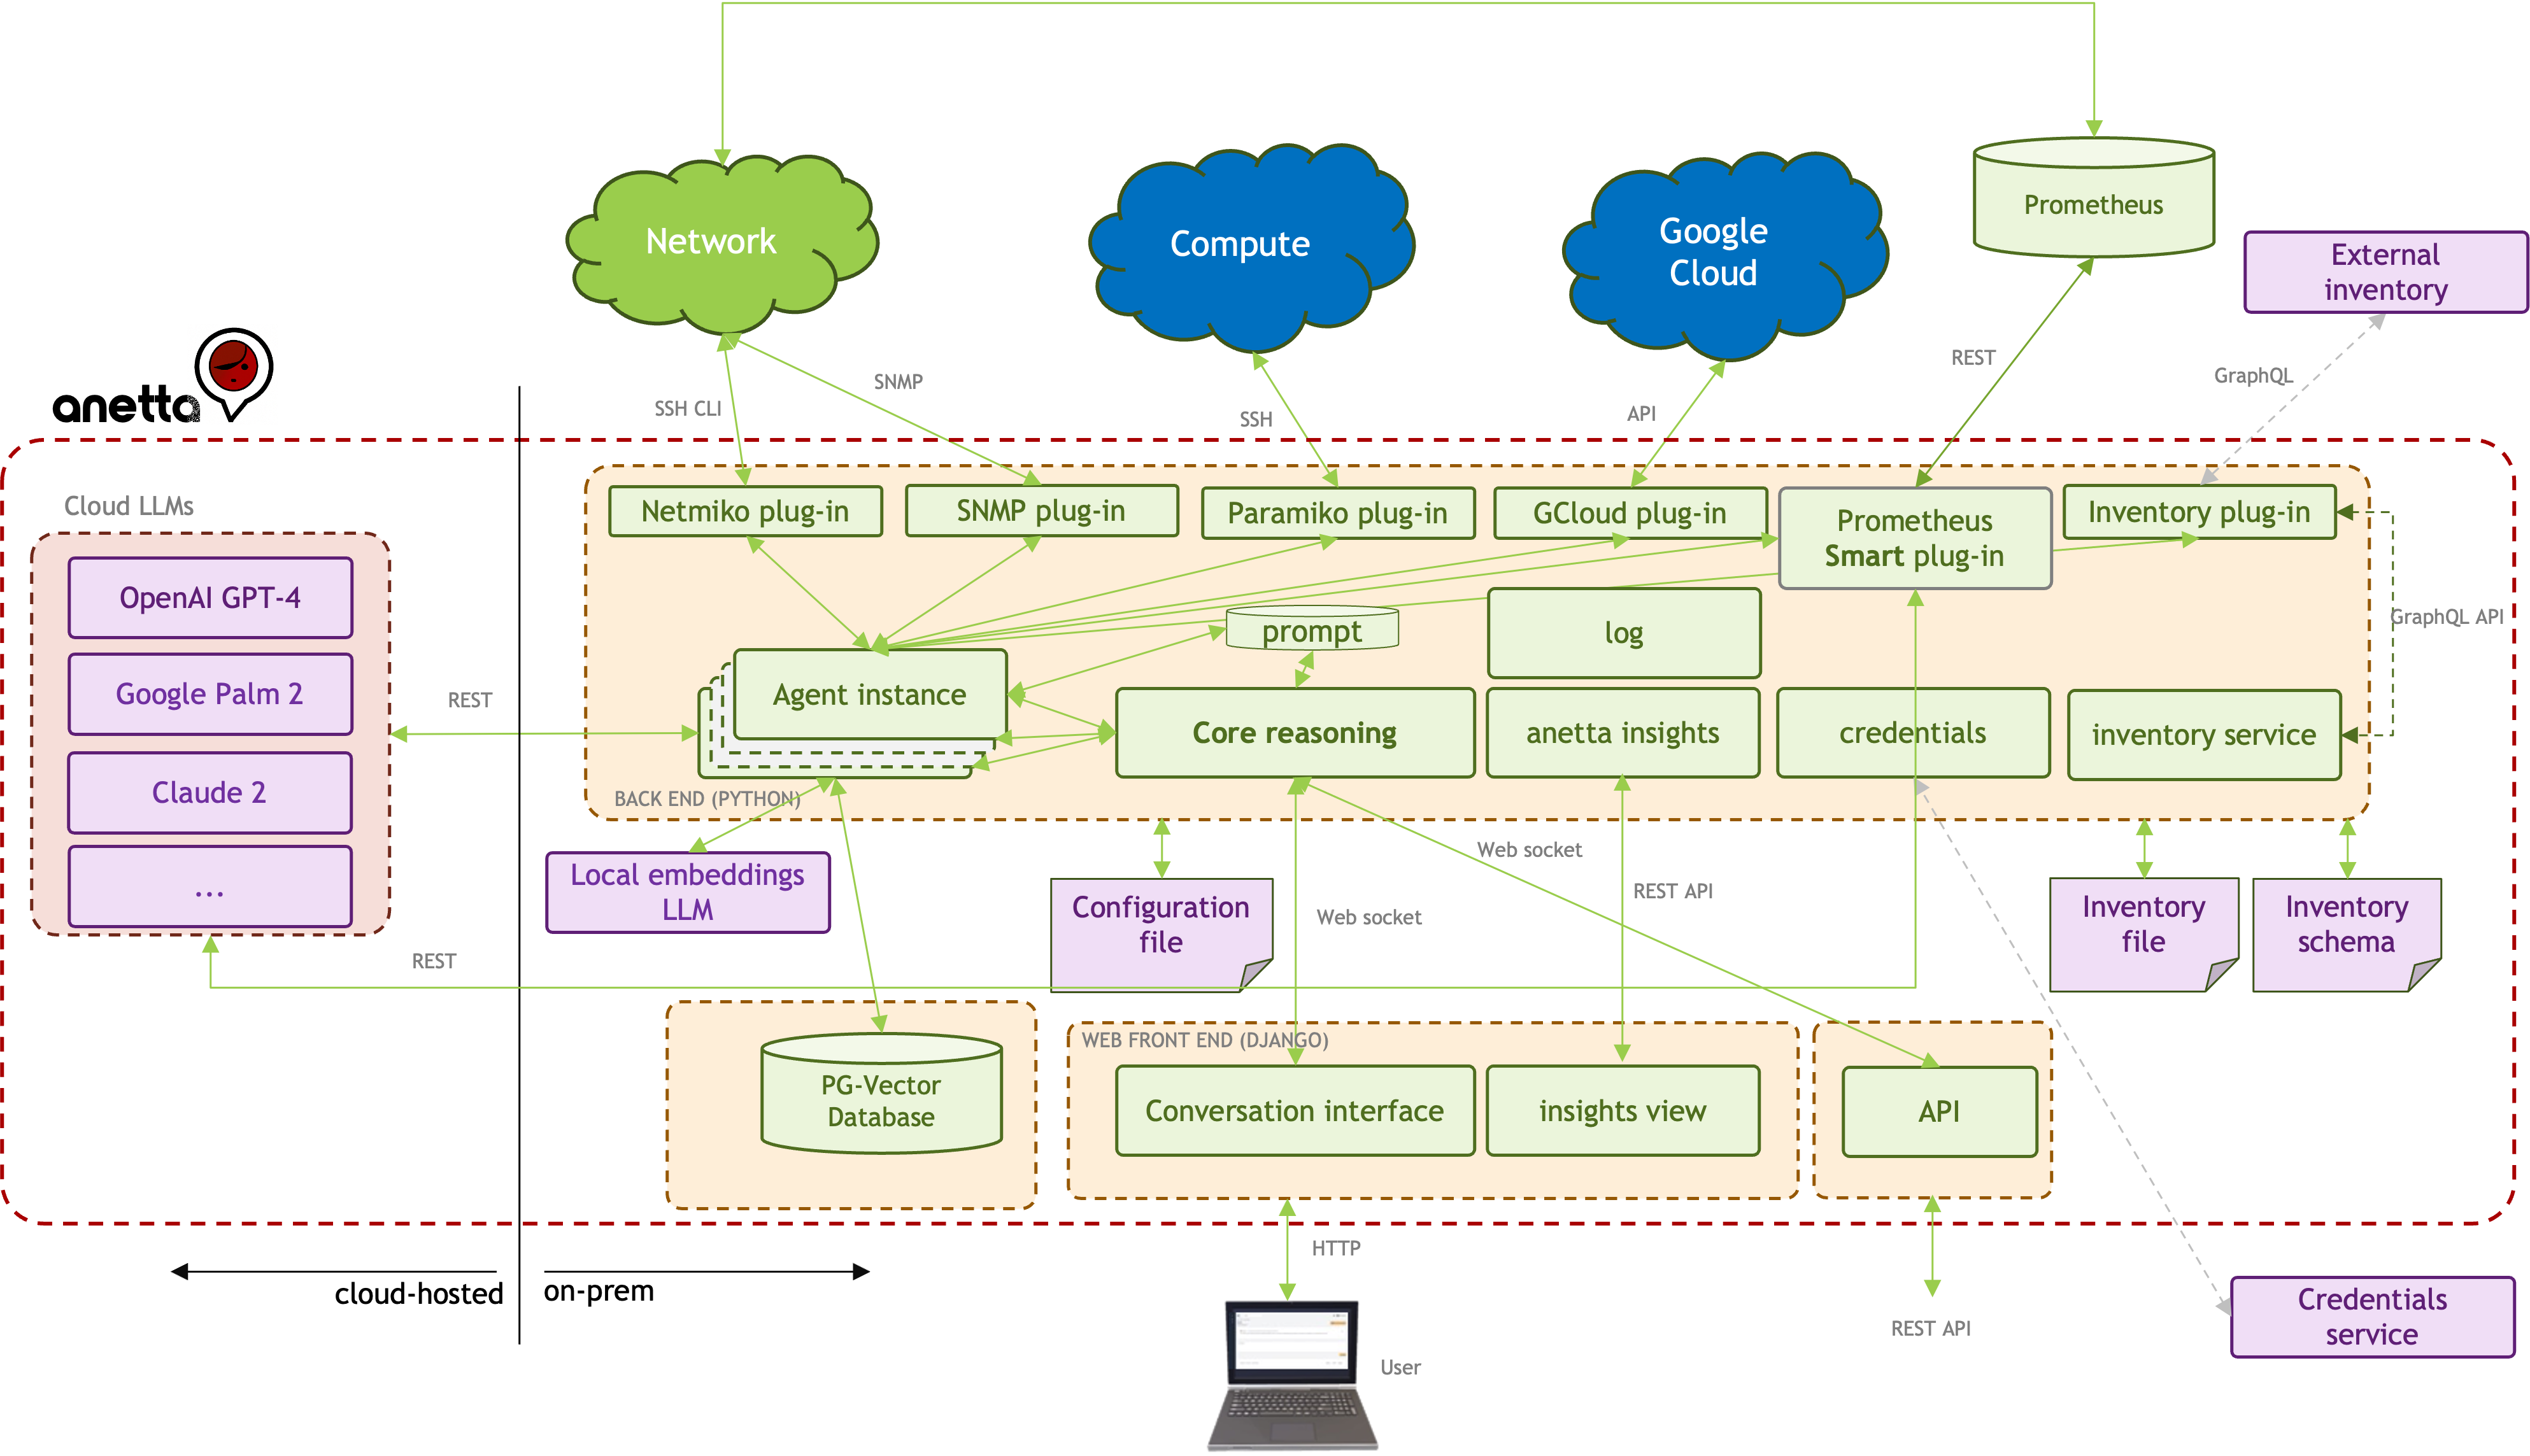 Network
Compute
Google
Cloud
Prometheus
External
inventory
anetta
SSH CLI
SNMP
SSH
API
REST
GraphQL
Cloud LLMs
OpenAI GPT-4
Google Palm 2
Claude 2
...
REST
REST
Netmiko plug-in
SNMP plug-in
Paramiko plug-in
GCloud plug-in
Prometheus
Smart plug-in
Inventory plug-in
GraphQL API
prompt
log
Agent instance
Core reasoning
anetta insights
credentials
inventory service
BACK END (PYTHON)
Local embeddings
LLM
Configuration
file
Web socket
Web socket
REST API
Inventory
file
Inventory
schema
PG-Vector
Database
WEB FRONT END (DJANGO)
Conversation interface
insights view
API
cloud-hosted
on-prem
HTTP
User
REST API
Credentials
service